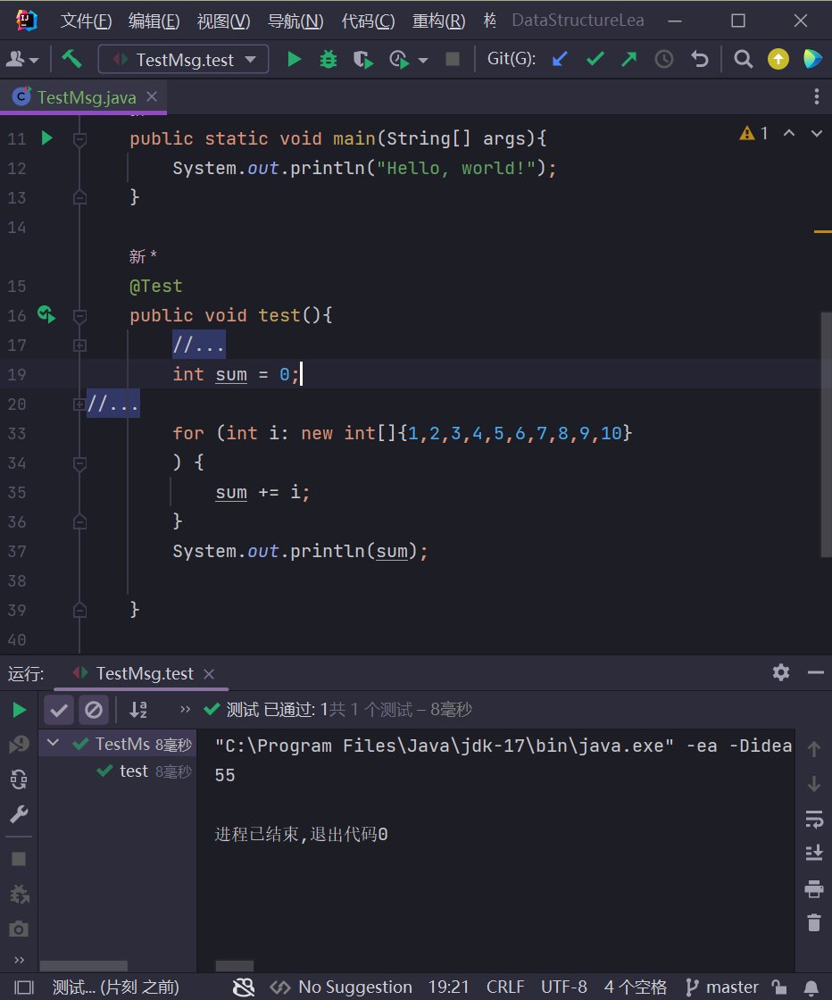 文件(F) 编辑(E) 视图(V) 导航(N) 代码(C) 重构(R) 构 DataStructureLea
TestMsg.test Git(G):
TestMsg.java
11 public static void main(String[] args){ 1
12 System.out.println("Hello, world!");
13 }
14
新 *
15 @Test
16 public void test(){
17 //...
19 int sum = 0;
20 //...
33 for (int i: new int[]{1,2,3,4,5,6,7,8,9,10}
34 ) {
35 sum += i;
36 }
37 System.out.println(sum);
38
39 }
40
运行: TestMsg.test
测试 已通过: 1共 1 个测试 – 8毫秒
TestMs 8毫秒
test 8毫秒
"C:\Program Files\Java\jdk-17\bin\java.exe" -ea -Didea
55
进程已结束,退出代码0
测试... (片刻 之前) No Suggestion 19:21 CRLF UTF-8 4 个空格 master